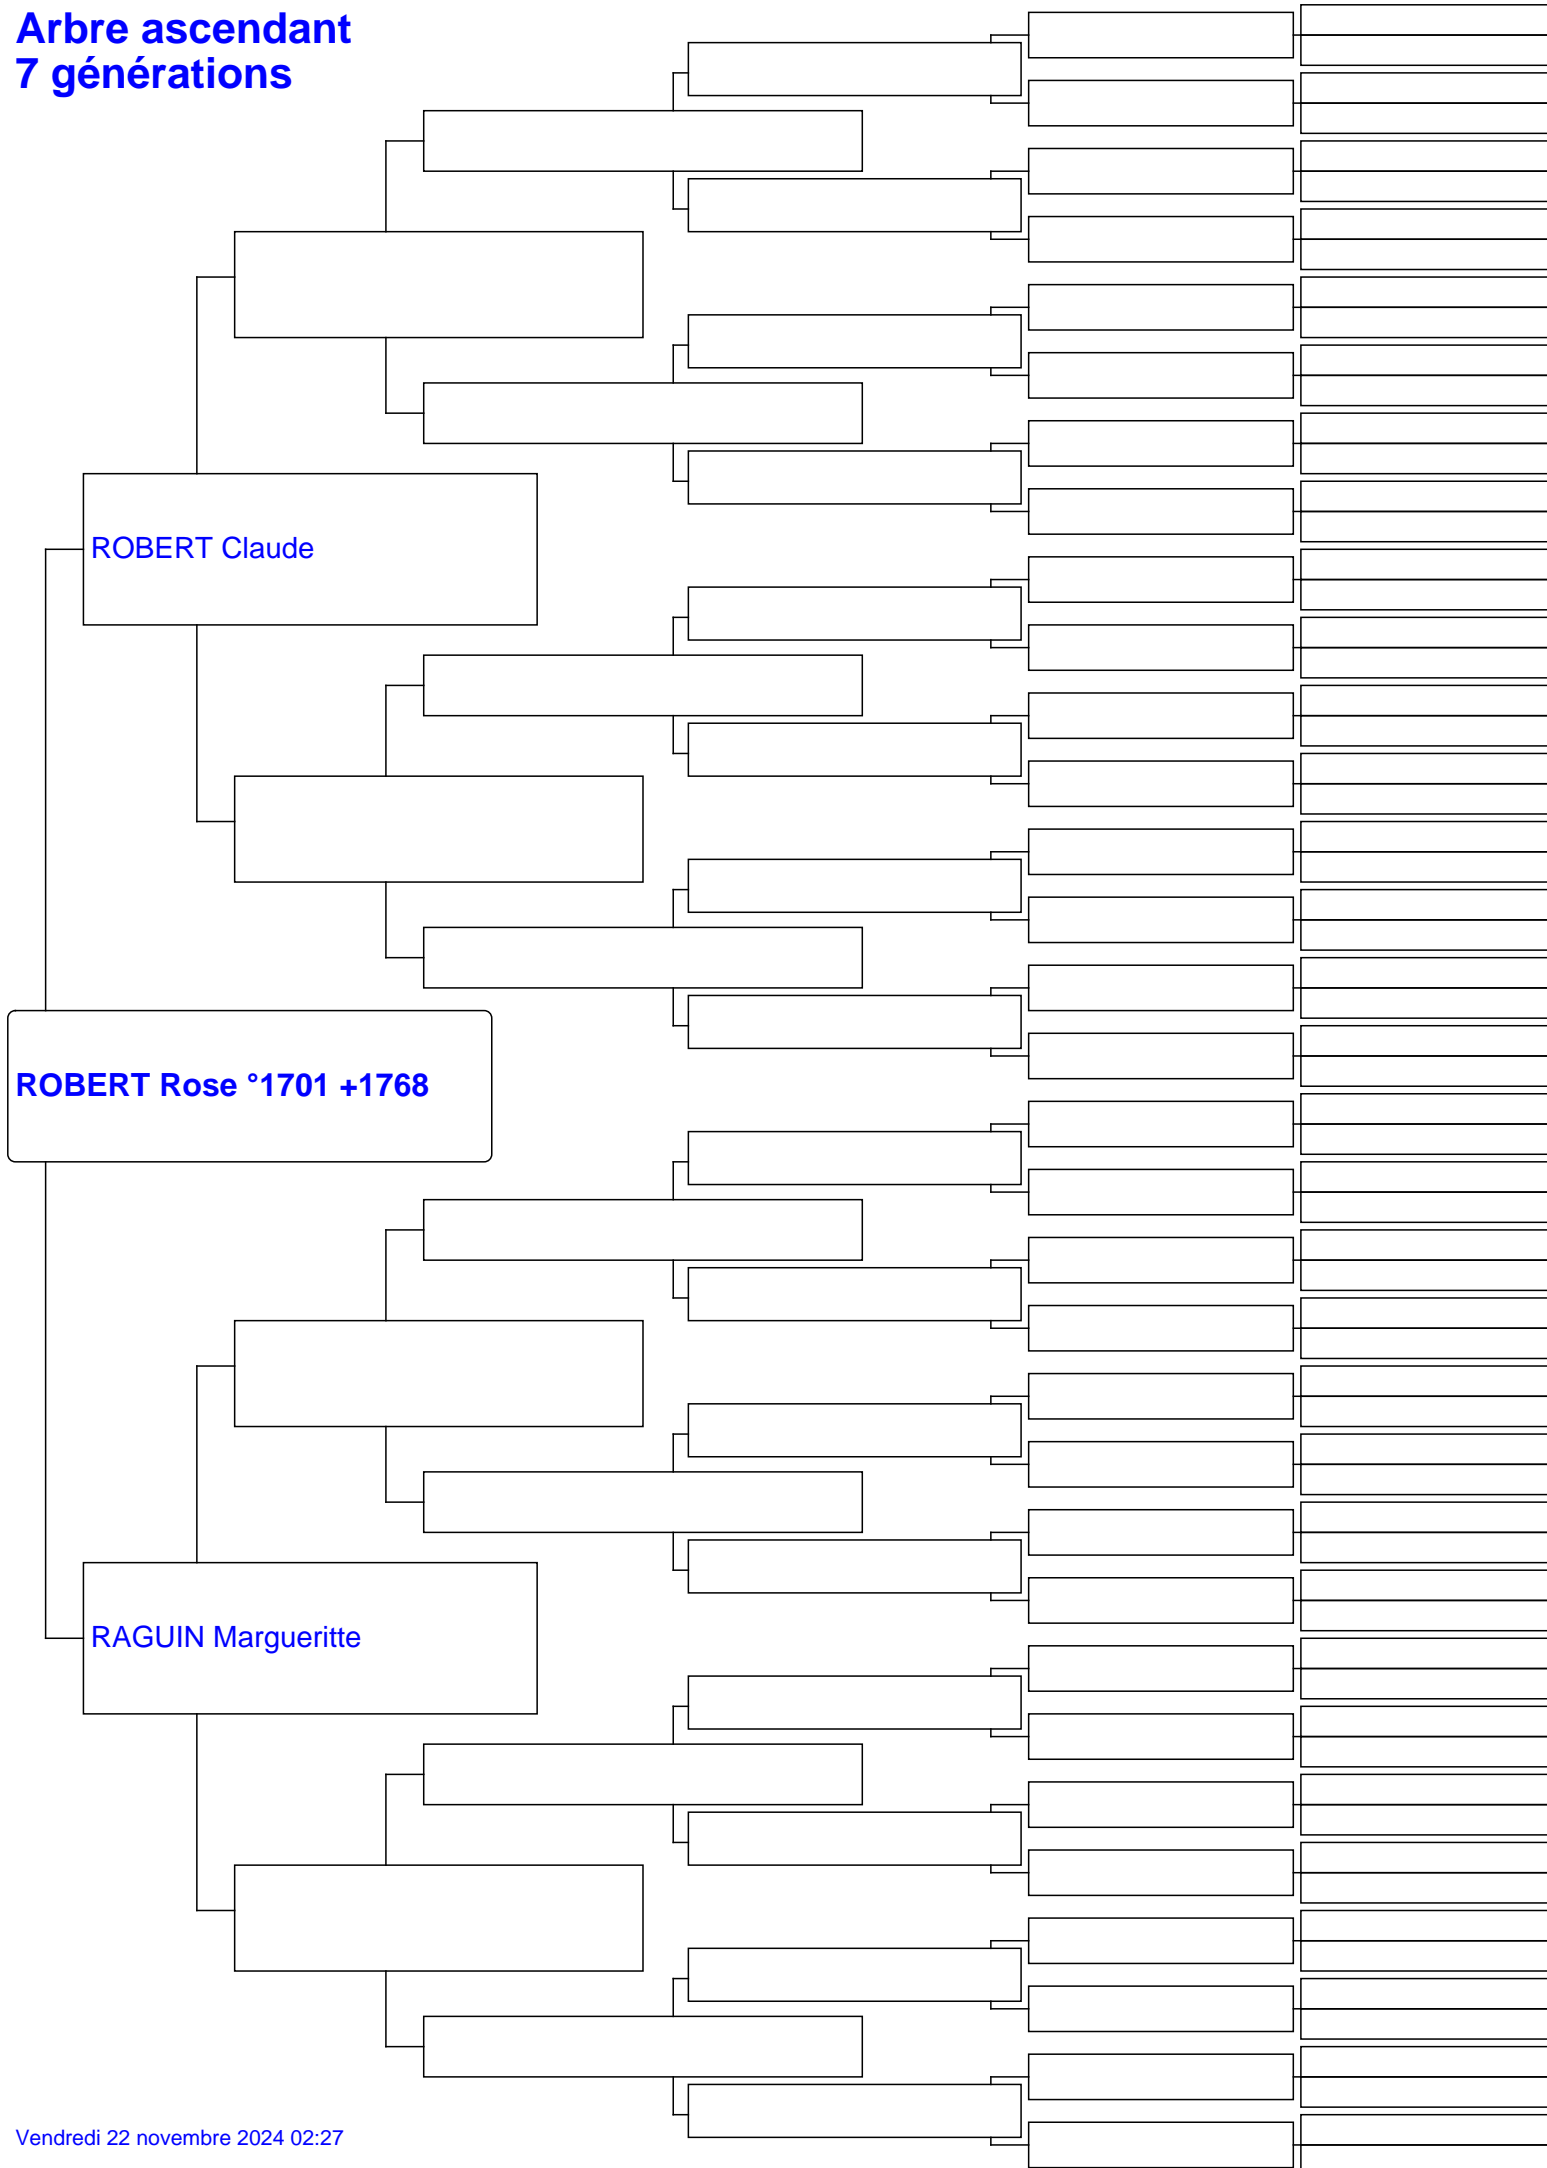 Arbre ascendant
7 générations
ROBERT Claude
ROBERT Rose °1701 +1768
RAGUIN Margueritte
Vendredi 22 novembre 2024 02:27